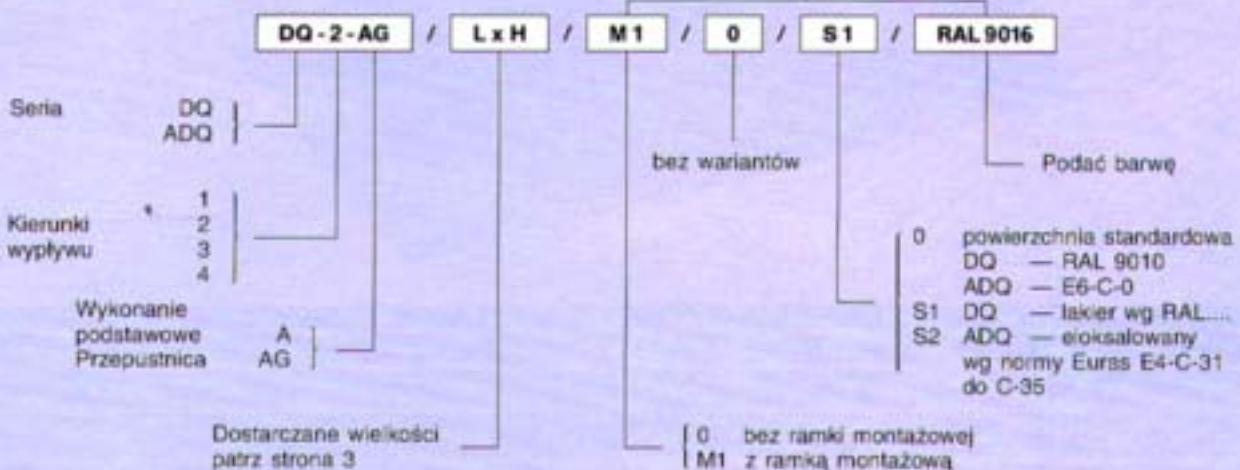 DQ-2-AG / L x H / M 1 / 0 / S 1 / RAL 9016
Seria DQ
ADQ
bez wariantów
Podać barwę
Kierunki wypływu
1
2
3
4
Wykonanie
podstawowe A
Przepustnica AG
0 powierzchnia standardowa
DQ — RAL 9010
ADQ — E6-C-0
S1 DQ — lakier wg RAL....
S2 ADQ — eloksalowany
wg normy Eurss E4-C-31
do C-35
Dostarczane wielkości
patrz strona 3
0 bez ramki montażowej
M1 z ramką montażową